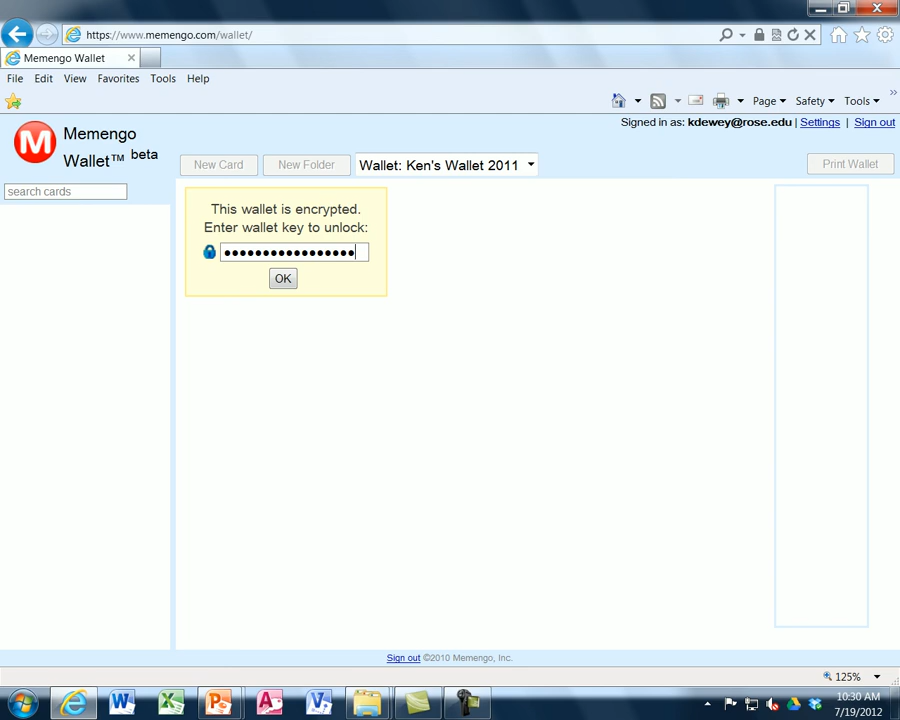 https://www.memengo.com/wallet/
Memengo Wallet
File Edit View Favorites Tools Help
Page Safety Tools
Signed in as: kdewey@rose.edu | Settings | Sign out
Memengo
Wallet™ beta
New Card New Folder Wallet: Ken's Wallet 2011 Print Wallet
search cards
This wallet is encrypted.
Enter wallet key to unlock:
●●●●●●●●●●●●●●●●●
OK
Sign out ©2010 Memengo, Inc.
125%
10:30 AM
7/19/2012